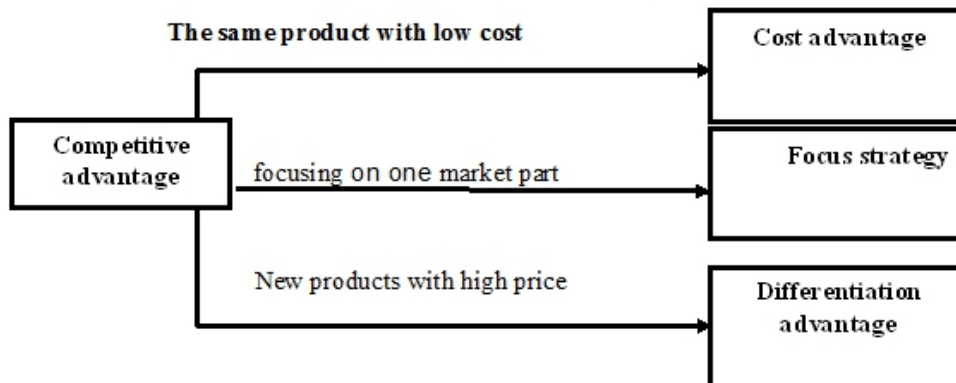 The same product with low cost
Cost advantage
Competitive
advantage
focusing on one market part
Focus strategy
New products with high price
Differentiation
advantage